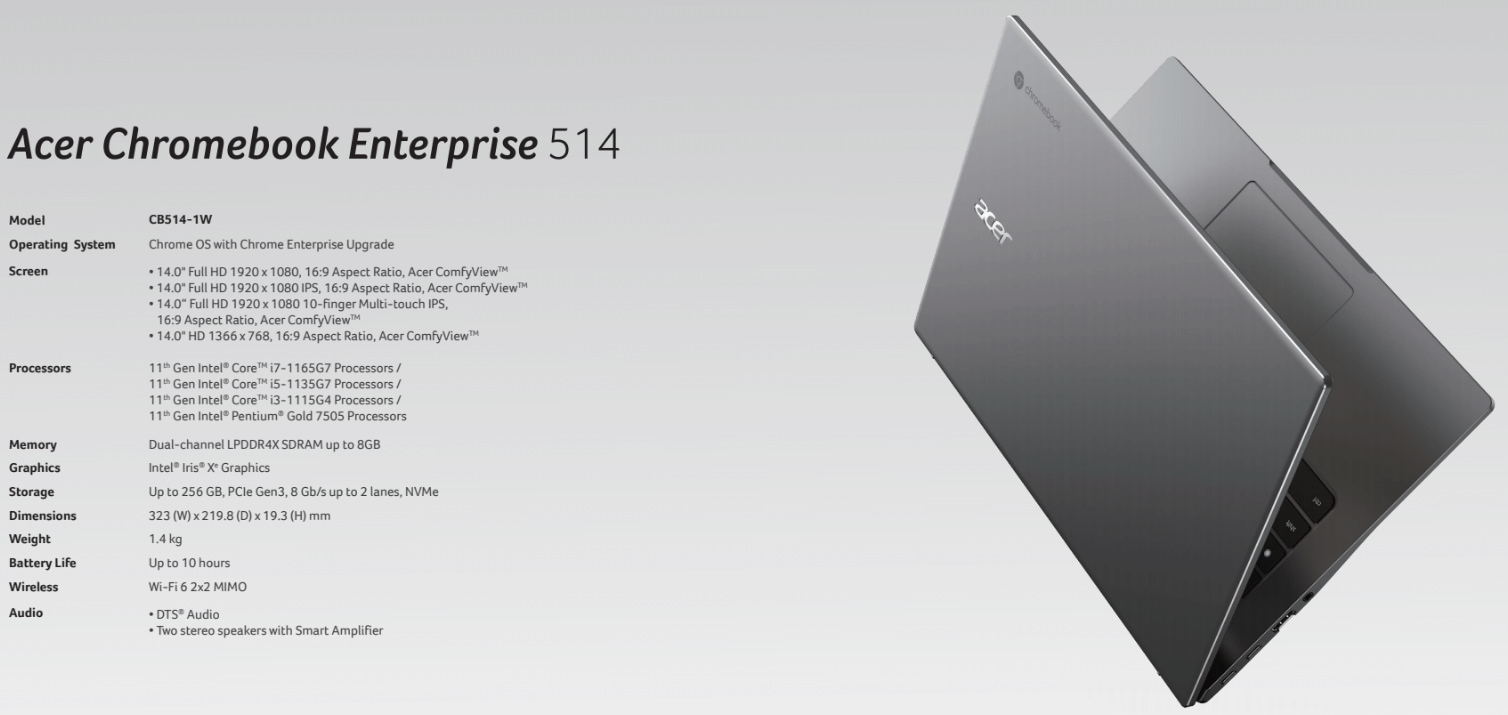 Acer Chromebook Enterprise 514
Model CB514-1W
Operating System Chrome OS with Chrome Enterprise Upgrade
Screen • 14.0" Full HD 1920 x 1080, 16:9 Aspect Ratio, Acer ComfyView™
• 14.0" Full HD 1920 x 1080 IPS, 16:9 Aspect Ratio, Acer ComfyView™
• 14.0" Full HD 1920 x 1080 10-finger Multi-touch IPS,
16:9 Aspect Ratio, Acer ComfyView™
• 14.0" HD 1366 x 768, 16:9 Aspect Ratio, Acer ComfyView™
Processors 11th Gen Intel® Core™ i7-1165G7 Processors /
11th Gen Intel® Core™ i5-1135G7 Processors /
11th Gen Intel® Core™ i3-1115G4 Processors /
11th Gen Intel® Pentium® Gold 7505 Processors
Memory Dual-channel LPDDR4X SDRAM up to 8GB
Graphics Intel® Iris® Xe Graphics
Storage Up to 256 GB, PCIe Gen3, 8 Gb/s up to 2 lanes, NVMe
Dimensions 323 (W) x 219.8 (D) x 19.3 (H) mm
Weight 1.4 kg
Battery Life Up to 10 hours
Wireless Wi-Fi 6 2x2 MIMO
Audio • DTS® Audio
• Two stereo speakers with Smart Amplifier
chromebook
acer
ctrl
shift